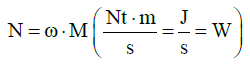 N = ω · M ( Nt · m / s = J / s = W )